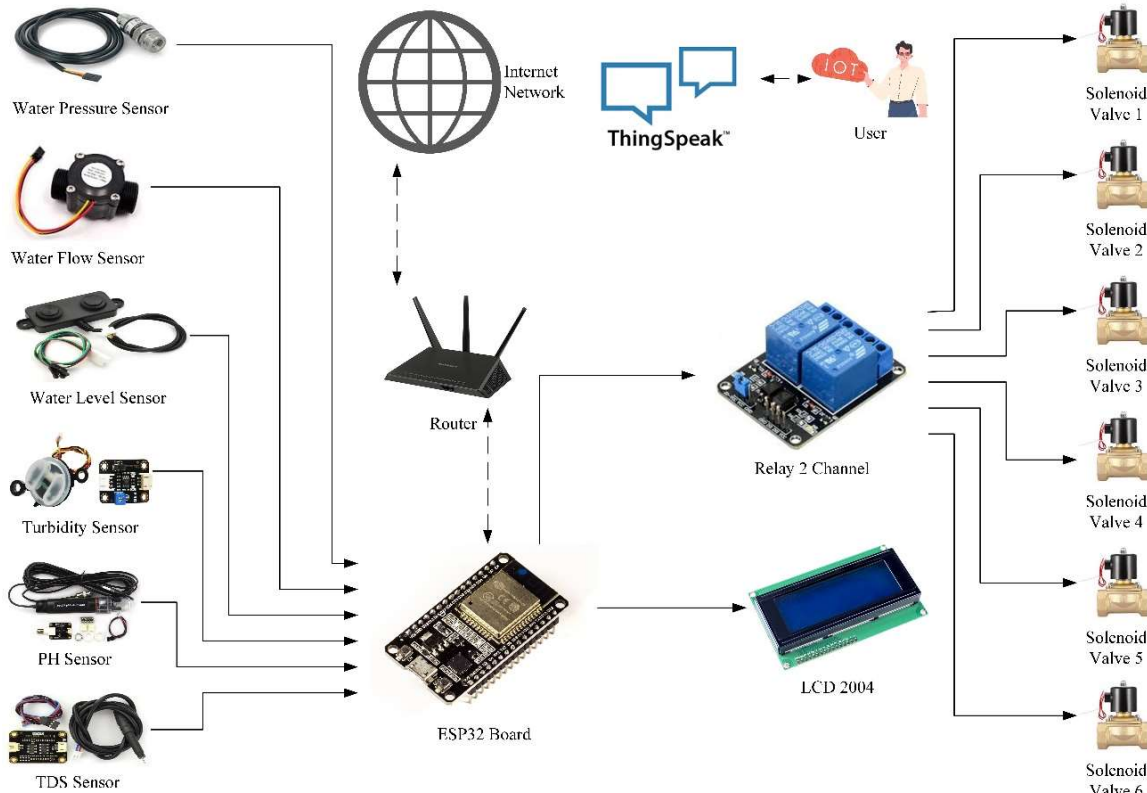 Water Pressure Sensor
Water Flow Sensor
Water Level Sensor
Turbidity Sensor
PH Sensor
TDS Sensor
Internet
Network
ThingSpeak™
IOT
User
Router
ESP32 Board
Relay 2 Channel
LCD 2004
Solenoid
Valve 1
Solenoid
Valve 2
Solenoid
Valve 3
Solenoid
Valve 4
Solenoid
Valve 5
Solenoid
Valve 6